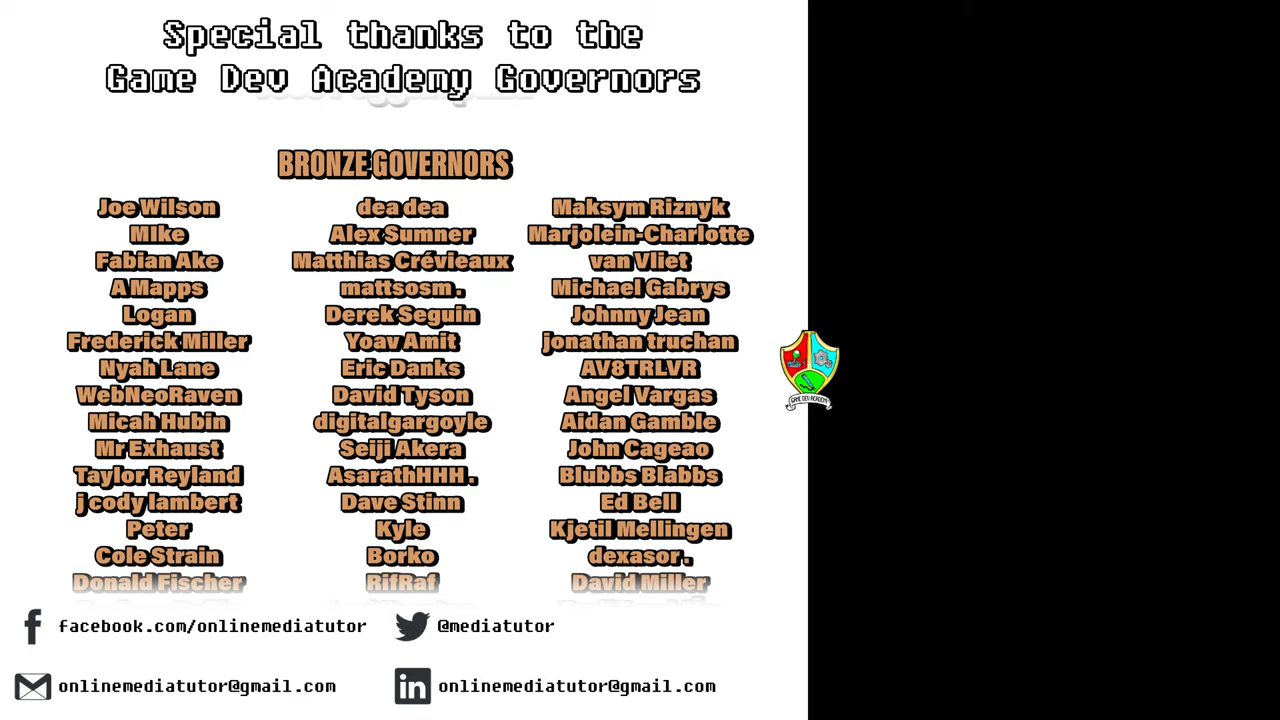 Special thanks to the
Game Dev Academy Governors
BRONZE GOVERNORS
Joe Wilson
MIke
Fabian Ake
A Mapps
Logan
Frederick Miller
Nyah Lane
WebNeoRaven
Micah Hubin
Mr Exhaust
Taylor Reyland
j cody lambert
Peter
Cole Strain
Donald Fischer
dea dea
Alex Sumner
Matthias Crévieaux
mattsosm .
Derek Seguin
Yoav Amit
Eric Danks
David Tyson
digitalgargoyle
Seiji Akera
AsarathHHH .
Dave Stinn
Kyle
Borko
RifRaf
Maksym Riznyk
Marjolein-Charlotte
van Vliet
Michael Gabrys
Johnny Jean
jonathan truchan
AV8TRLVR
Angel Vargas
Aidan Gamble
John Cageao
Blubbs Blabbs
Ed Bell
Kjetil Mellingen
dexasor .
David Miller
GAME DEV ACADEMY
facebook.com/onlinemediatutor
@mediatutor
onlinemediatutor@gmail.com
in
onlinemediatutor@gmail.com